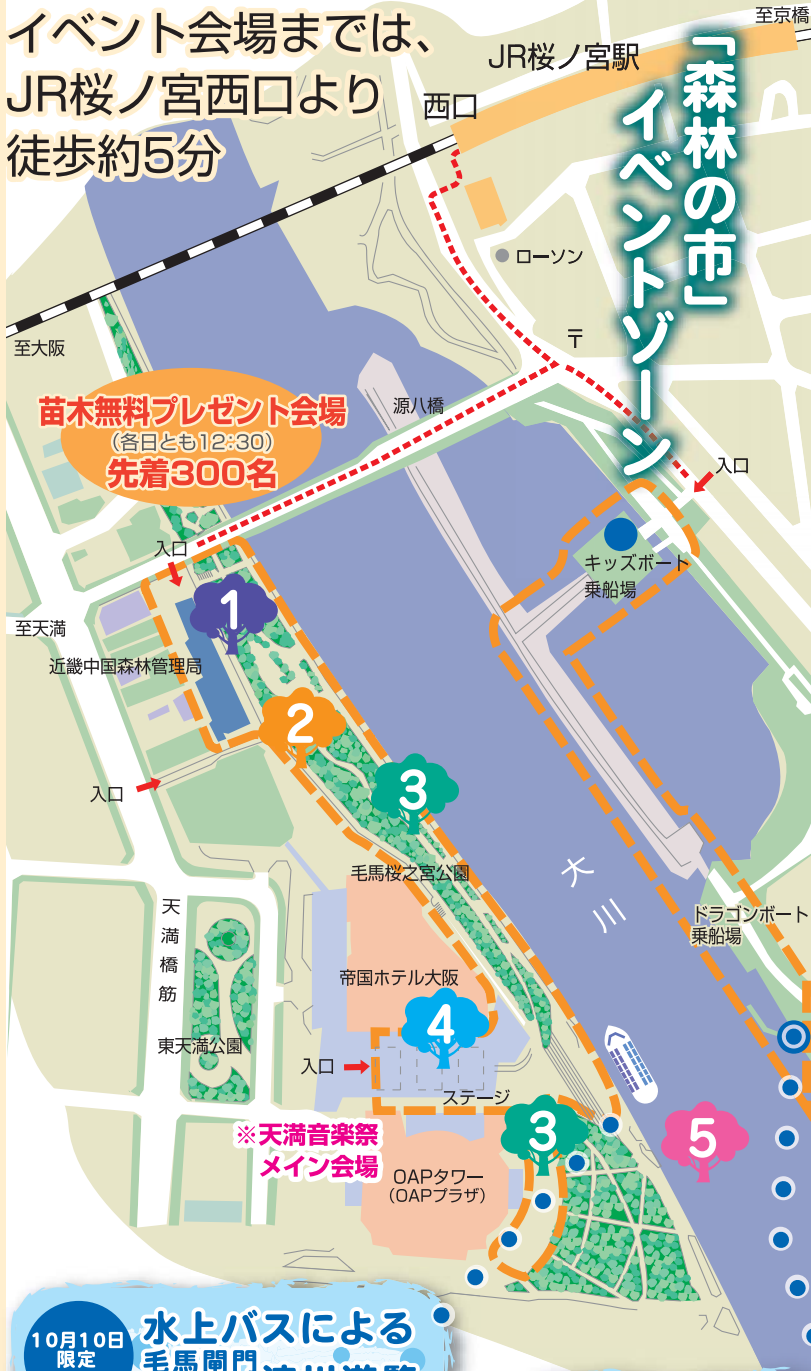 イベント会場までは、
JR桜ノ宮西口より
徒歩約5分
至京橋
JR桜ノ宮駅
西口
「森林の市」
イベントゾーン
ローソン
〒
至大阪
苗木無料プレゼント会場
(各日とも12:30)
先着300名
源八橋
入口
入口
キッズボート
乗船場
1
至天満
近畿中国森林管理局
2
3
入口
毛馬桜之宮公園
大川
ドラゴンボート
乗船場
天満橋筋
帝国ホテル大阪
4
東天満公園
入口
ステージ
※天満音楽祭
メイン会場
3
5
OAPタワー
(OAPプラザ)
10月10日
限定
水上バスによる
毛馬閘門